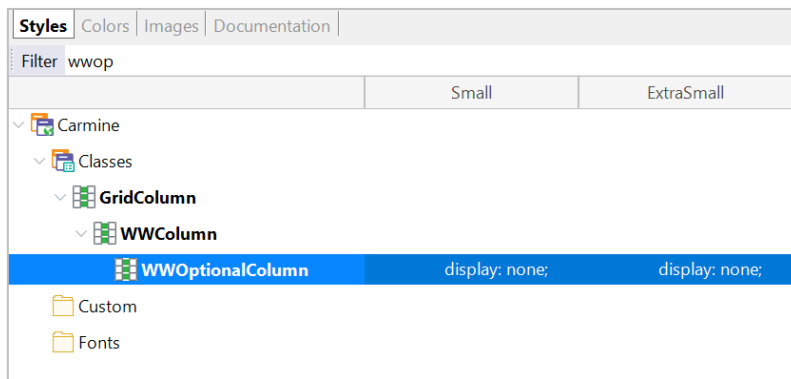 Styles Colors Images Documentation
Filter wwop
Small ExtraSmall
Carmine
Classes
GridColumn
WWColumn
WWOptionalColumn display: none; display: none;
Custom
Fonts